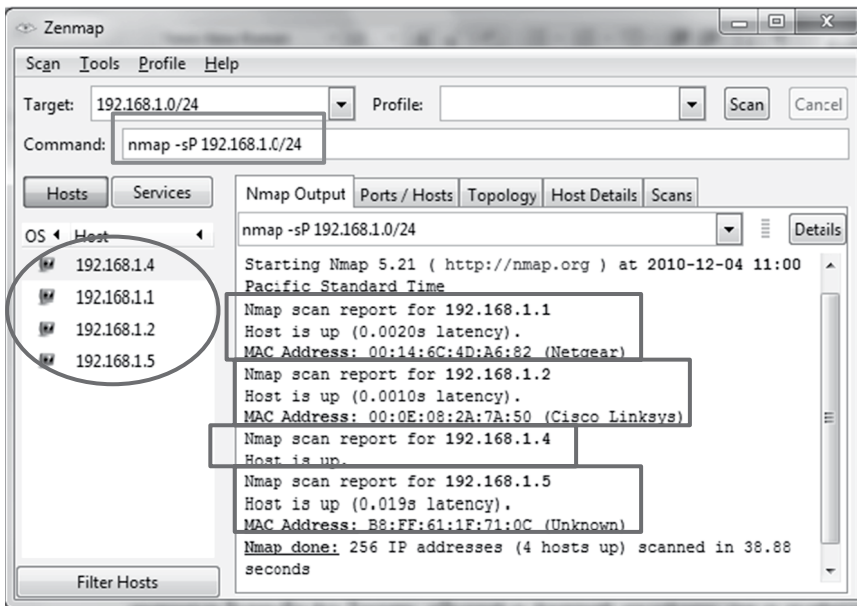 Zenmap
Scan Tools Profile Help
Target: 192.168.1.0/24 Profile: Scan Cancel
Command: nmap -sP 192.168.1.0/24
Hosts Services
Nmap Output Ports / Hosts Topology Host Details Scans
OS Host
192.168.1.4
192.168.1.1
192.168.1.2
192.168.1.5
Filter Hosts
nmap -sP 192.168.1.0/24 Details
Starting Nmap 5.21 ( http://nmap.org ) at 2010-12-04 11:00
Pacific Standard Time
Nmap scan report for 192.168.1.1
Host is up (0.0020s latency).
MAC Address: 00:14:6C:4D:A6:82 (Netgear)
Nmap scan report for 192.168.1.2
Host is up (0.0010s latency).
MAC Address: 00:0E:08:2A:7A:50 (Cisco Linksys)
Nmap scan report for 192.168.1.4
Host is up.
Nmap scan report for 192.168.1.5
Host is up (0.019s latency).
MAC Address: B8:FF:61:1F:71:0C (Unknown)
Nmap done: 256 IP addresses (4 hosts up) scanned in 38.88
seconds